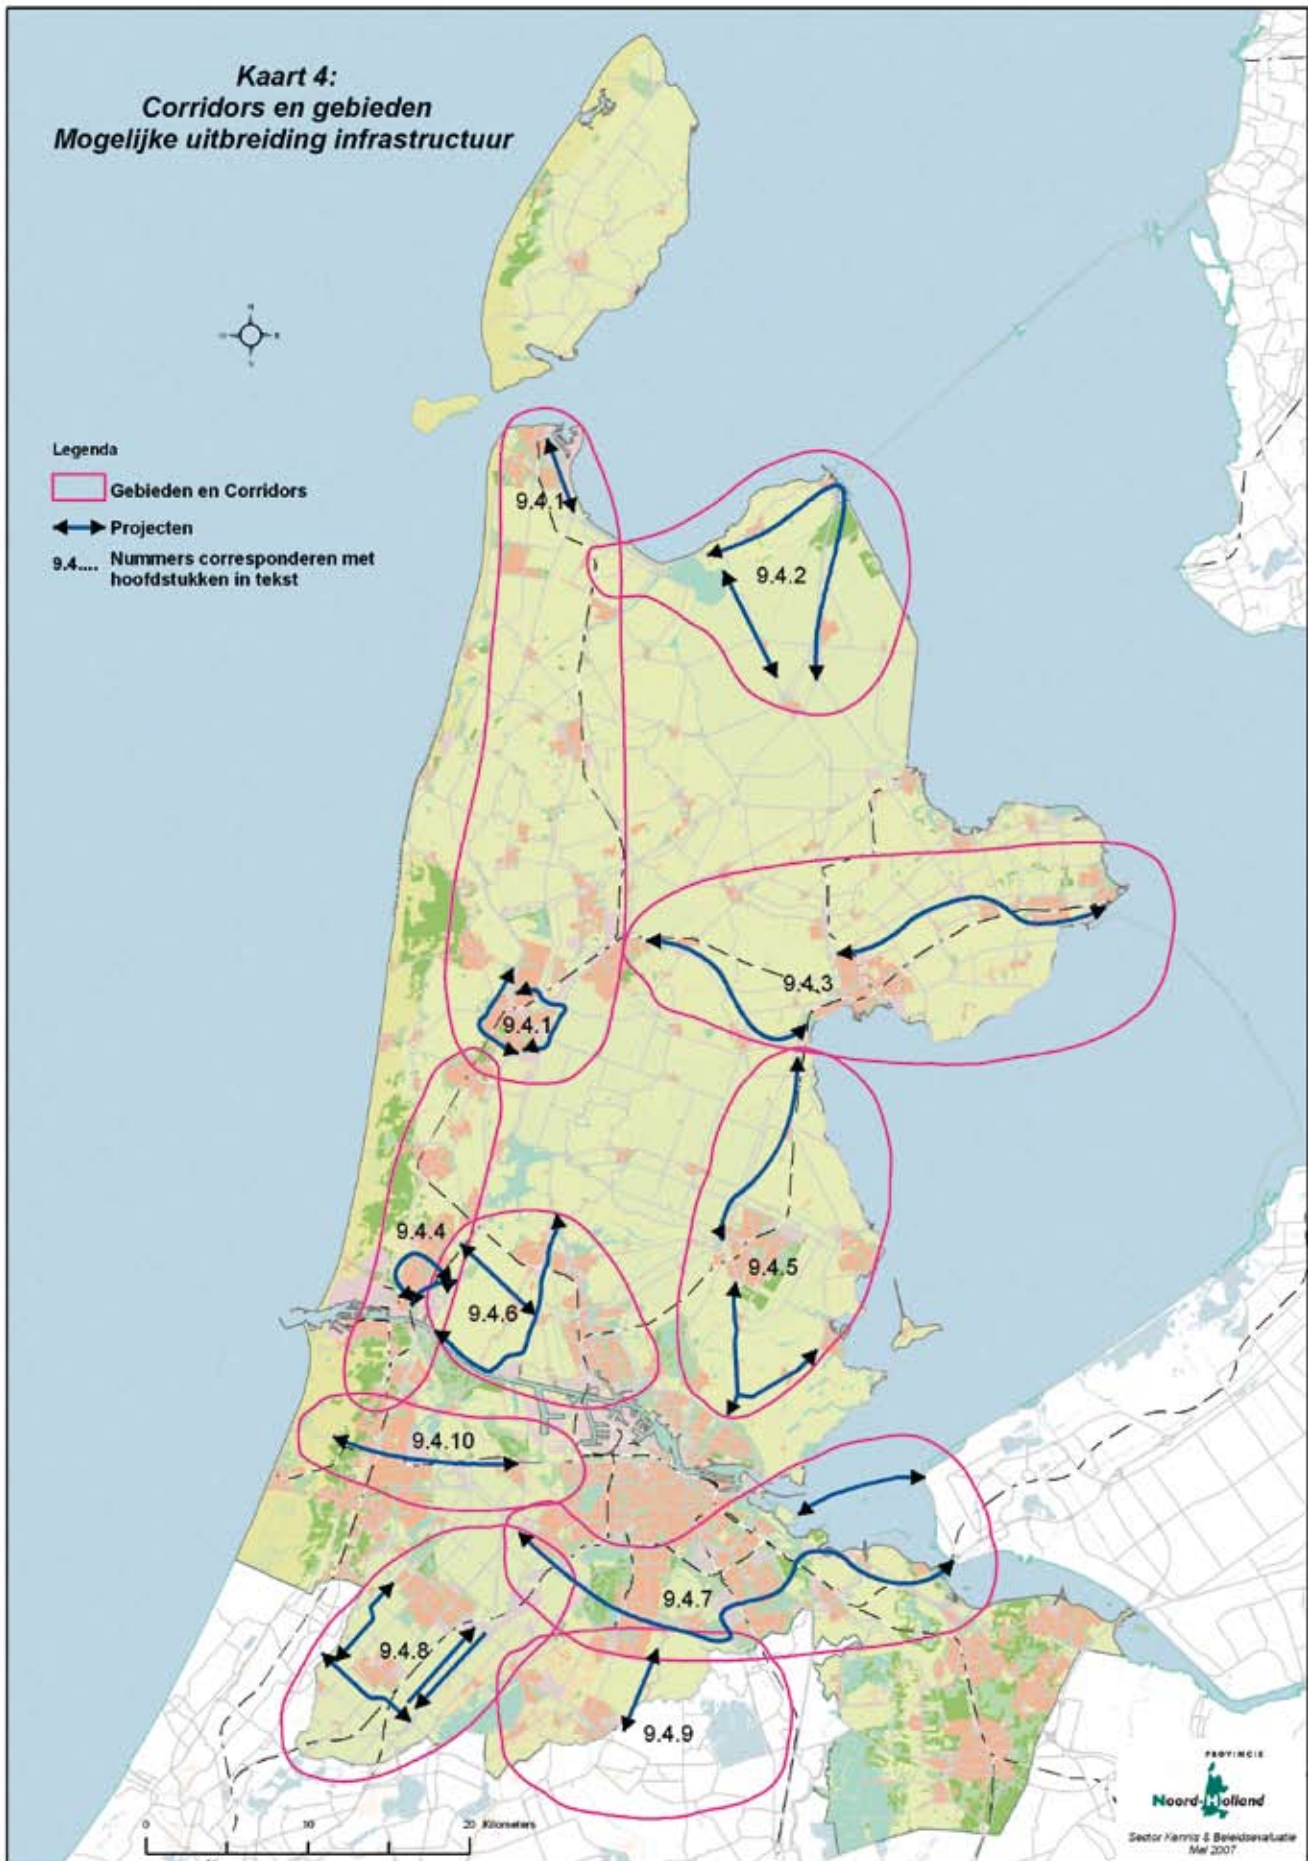 Kaart 4:
Corridors en gebieden
Mogelijke uitbreiding infrastructuur
Legenda
Gebieden en Corridors
Projecten
9.4.... Nummers corresponderen met
hoofdstukken in tekst
9.4.1
9.4.2
9.4.3
9.4.1
9.4.4
9.4.5
9.4.6
9.4.10
9.4.7
9.4.8
9.4.9
PROVINCIE
Noord-Holland
Sector Kennis & Beleidsevaluatie
Mei 2007
0 10 20 Kilometers